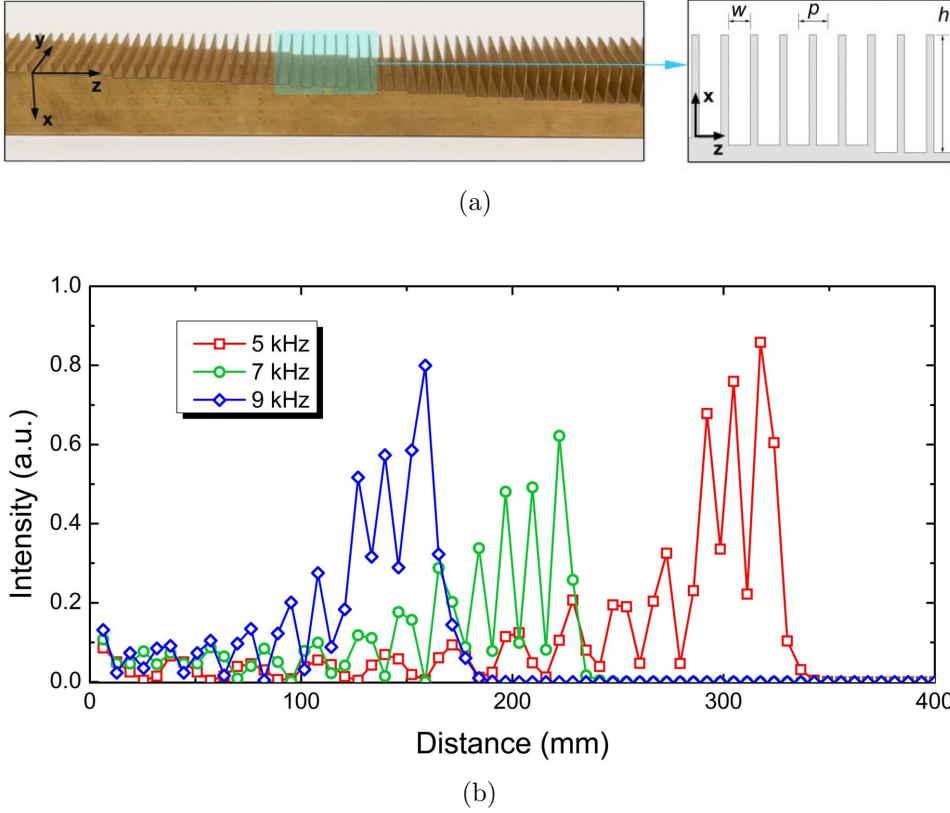 y
z
x
w
p
h
x
z
(a)
1.0
0.8
0.6
0.4
0.2
0.0
Intensity (a.u.)
5 kHz
7 kHz
9 kHz
0 100 200 300 400
Distance (mm)
(b)